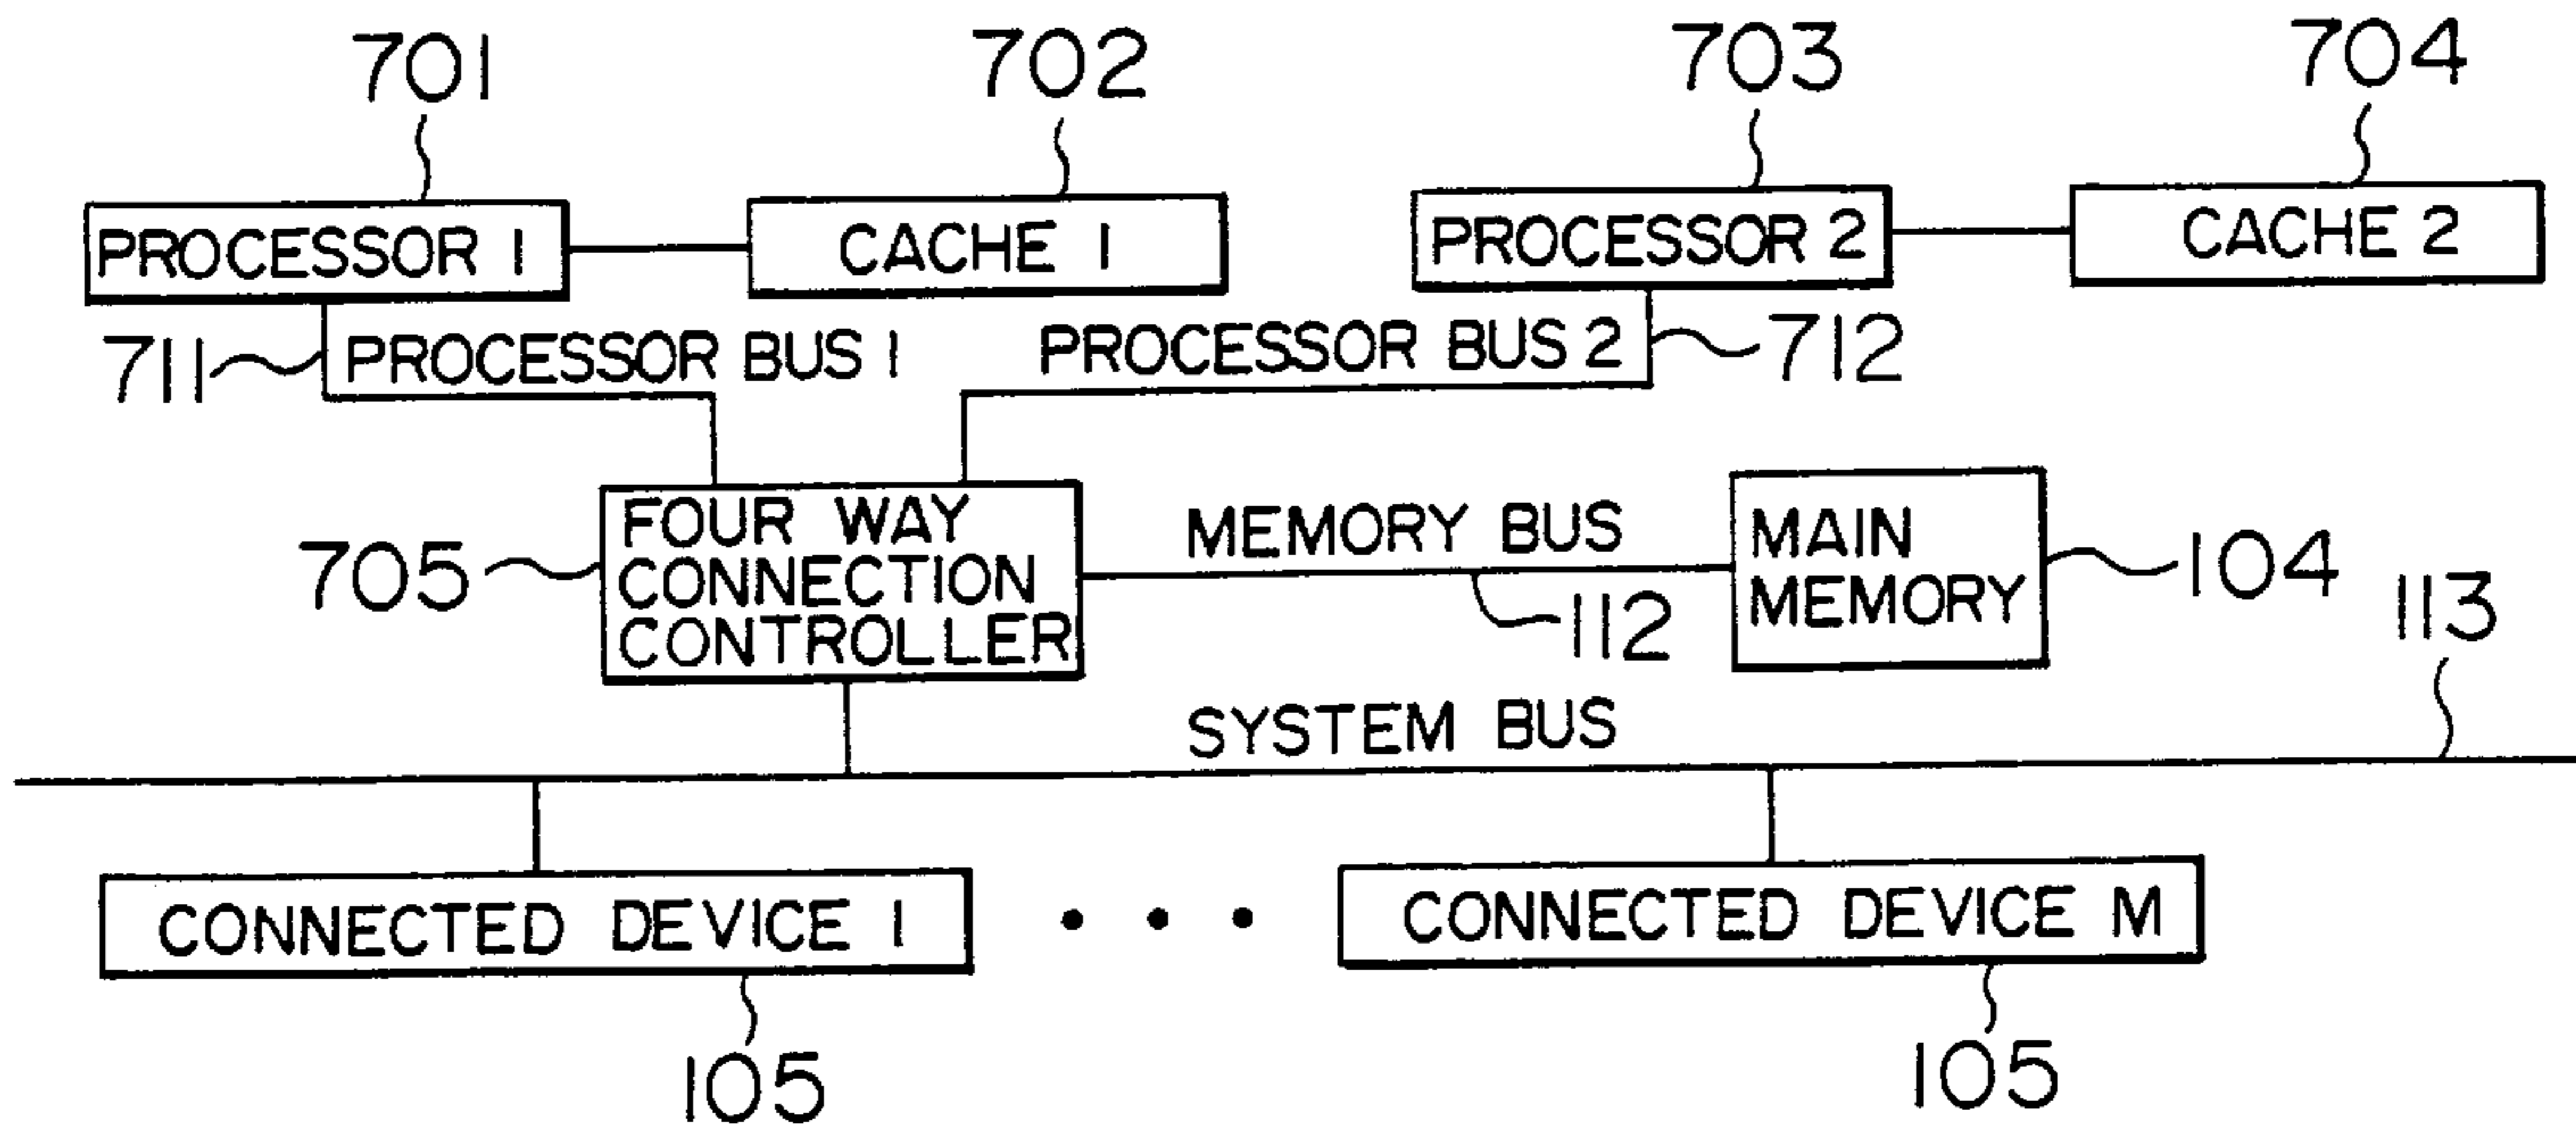 701
702
703
704
PROCESSOR 1
CACHE 1
PROCESSOR 2
CACHE 2
711
PROCESSOR BUS 1
PROCESSOR BUS 2
712
705
FOUR WAY
CONNECTION
CONTROLLER
MEMORY BUS
112
MAIN
MEMORY
104
113
SYSTEM BUS
CONNECTED DEVICE 1
CONNECTED DEVICE M
105
105